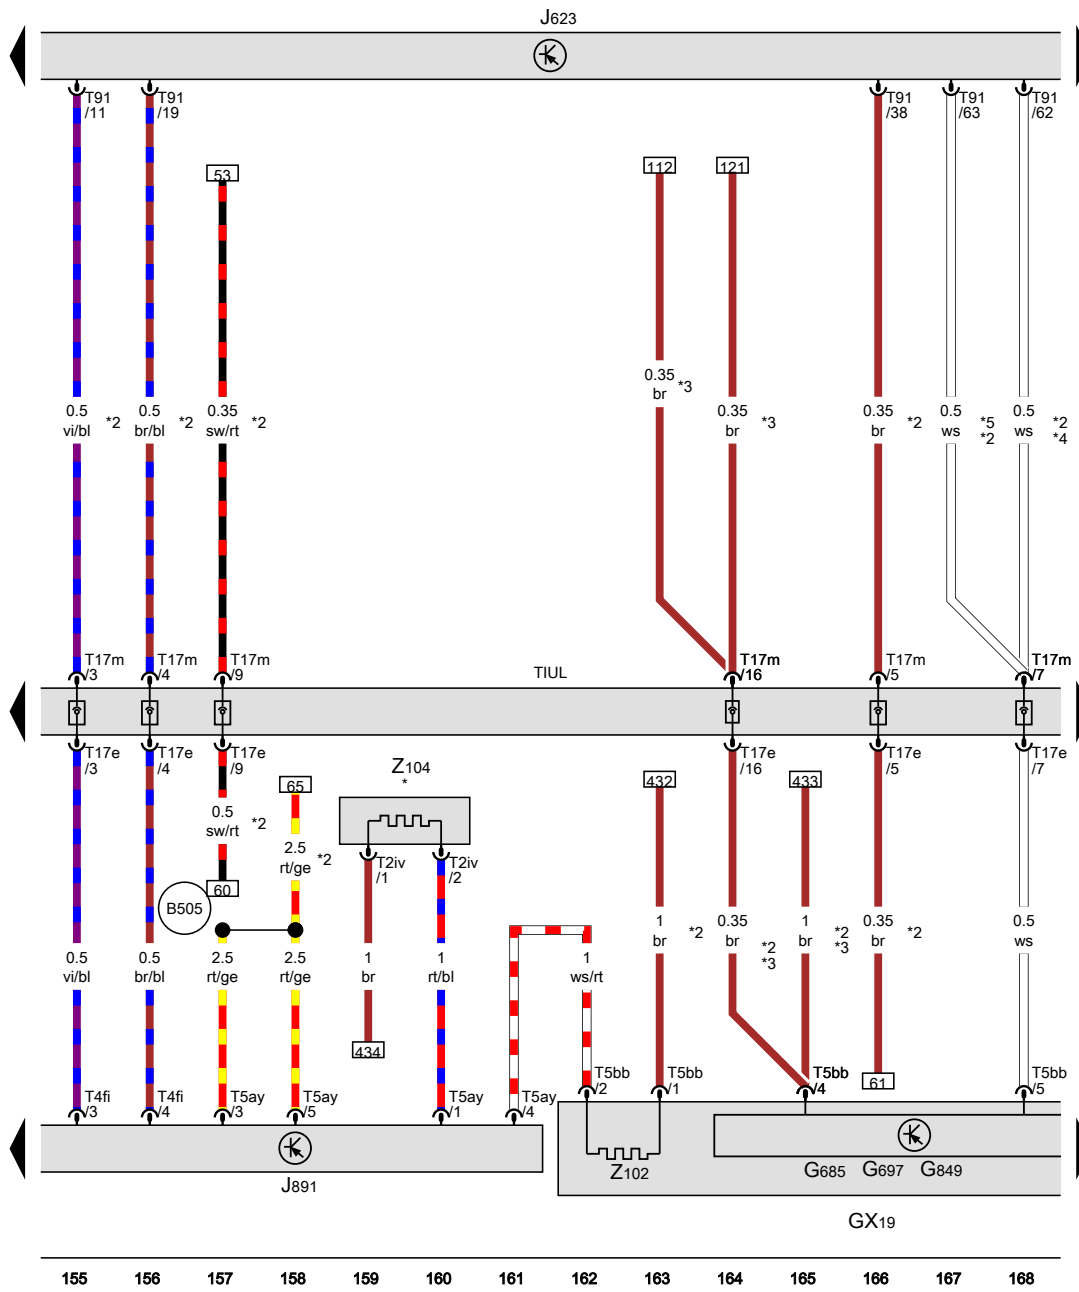 J623
T91
/11
T91
/19
T91
/38
T91
/63
T91
/62
53
112
121
0.35
br
*3
0.5
vi/bl
*2
0.5
br/bl
*2
0.35
sw/rt
*2
0.35
br
*3
0.35
br
*2
0.5
ws
*5
*2
0.5
ws
*2
*4
T17m
/3
T17m
/4
T17m
/9
TIUL
T17m
/16
T17m
/5
T17m
/7
T17e
/3
T17e
/4
T17e
/9
T17e
/16
T17e
/5
T17e
/7
65
Z104
*
432
433
0.5
sw/rt
*2
2.5
rt/ge
*2
T2iv
/1
T2iv
/2
60
B505
0.5
vi/bl
0.5
br/bl
2.5
rt/ge
2.5
rt/ge
1
br
1
rt/bl
1
ws/rt
1
br
*2
0.35
br
*2
*3
1
br
*2
*3
0.35
br
*2
0.5
ws
434
61
T4fi
/3
T4fi
/4
T5ay
/3
T5ay
/5
T5ay
/1
T5ay
/4
T5bb
/2
T5bb
/1
T5bb
/4
T5bb
/5
J891
Z102
G685 G697 G849
GX19
155 156 157 158 159 160 161 162 163 164 165 166 167 168